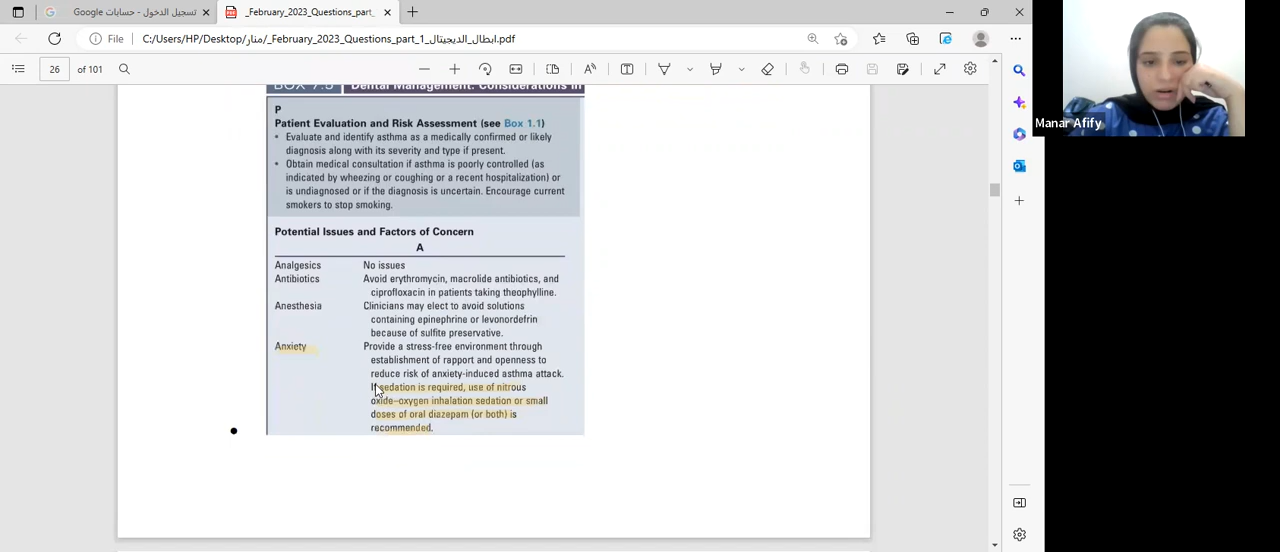 Google تسجيل الدخول - حسابات
_February_2023_Questions_part_
File
C:/Users/HP/Desktop/منار/_February_2023_Questions_part_1_ابطال_الديجيتال.pdf
26 of 101
BOX 7.3 Dental Management: Considerations in
P
Patient Evaluation and Risk Assessment (see Box 1.1)
• Evaluate and identify asthma as a medically confirmed or likely
diagnosis along with its severity and type if present.
• Obtain medical consultation if asthma is poorly controlled (as
indicated by wheezing or coughing or a recent hospitalization) or
is undiagnosed or if the diagnosis is uncertain. Encourage current
smokers to stop smoking.
Potential Issues and Factors of Concern
A
Analgesics No issues
Antibiotics Avoid erythromycin, macrolide antibiotics, and
ciprofloxacin in patients taking theophylline.
Anesthesia Clinicians may elect to avoid solutions
containing epinephrine or levonordefrin
because of sulfite preservative.
Anxiety Provide a stress-free environment through
establishment of rapport and openness to
reduce risk of anxiety-induced asthma attack.
If sedation is required, use of nitrous
oxide–oxygen inhalation sedation or small
doses of oral diazepam (or both) is
recommended.
Manar Afify